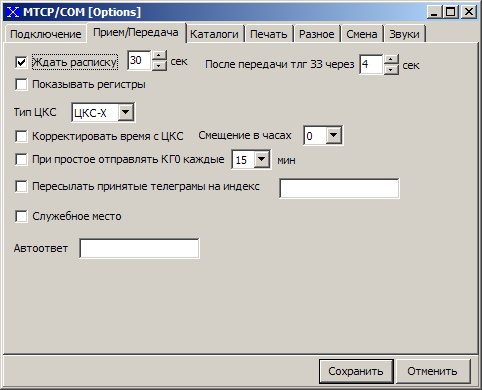 MTCP/COM [Options]
Подключение Прием/Передача Каталоги Печать Разное Смена Звуки
Ждать расписку 30 сек После передачи тлг ЗЗ через 4 сек
Показывать регистры
Тип ЦКС ЦКС-Х
Корректировать время с ЦКС Смещение в часах 0
При простое отправлять КГ0 каждые 15 мин
Пересылать принятые телеграмы на индекс
Служебное место
Автоответ
Сохранить Отменить